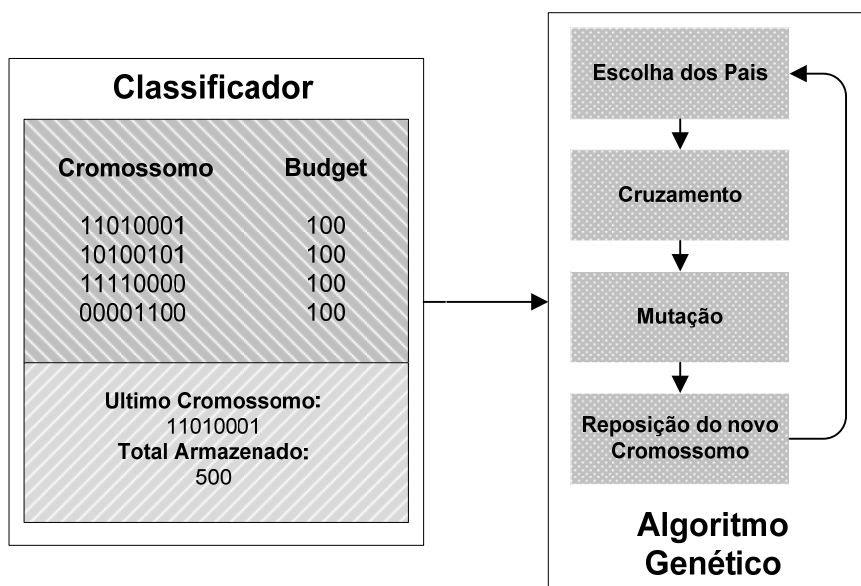 Classificador
Cromossomo Budget
11010001 100
10100101 100
11110000 100
00001100 100
Ultimo Cromossomo:
11010001
Total Armazenado:
500
Escolha dos Pais
Cruzamento
Mutação
Reposição do novo
Cromossomo
Algoritmo
Genético